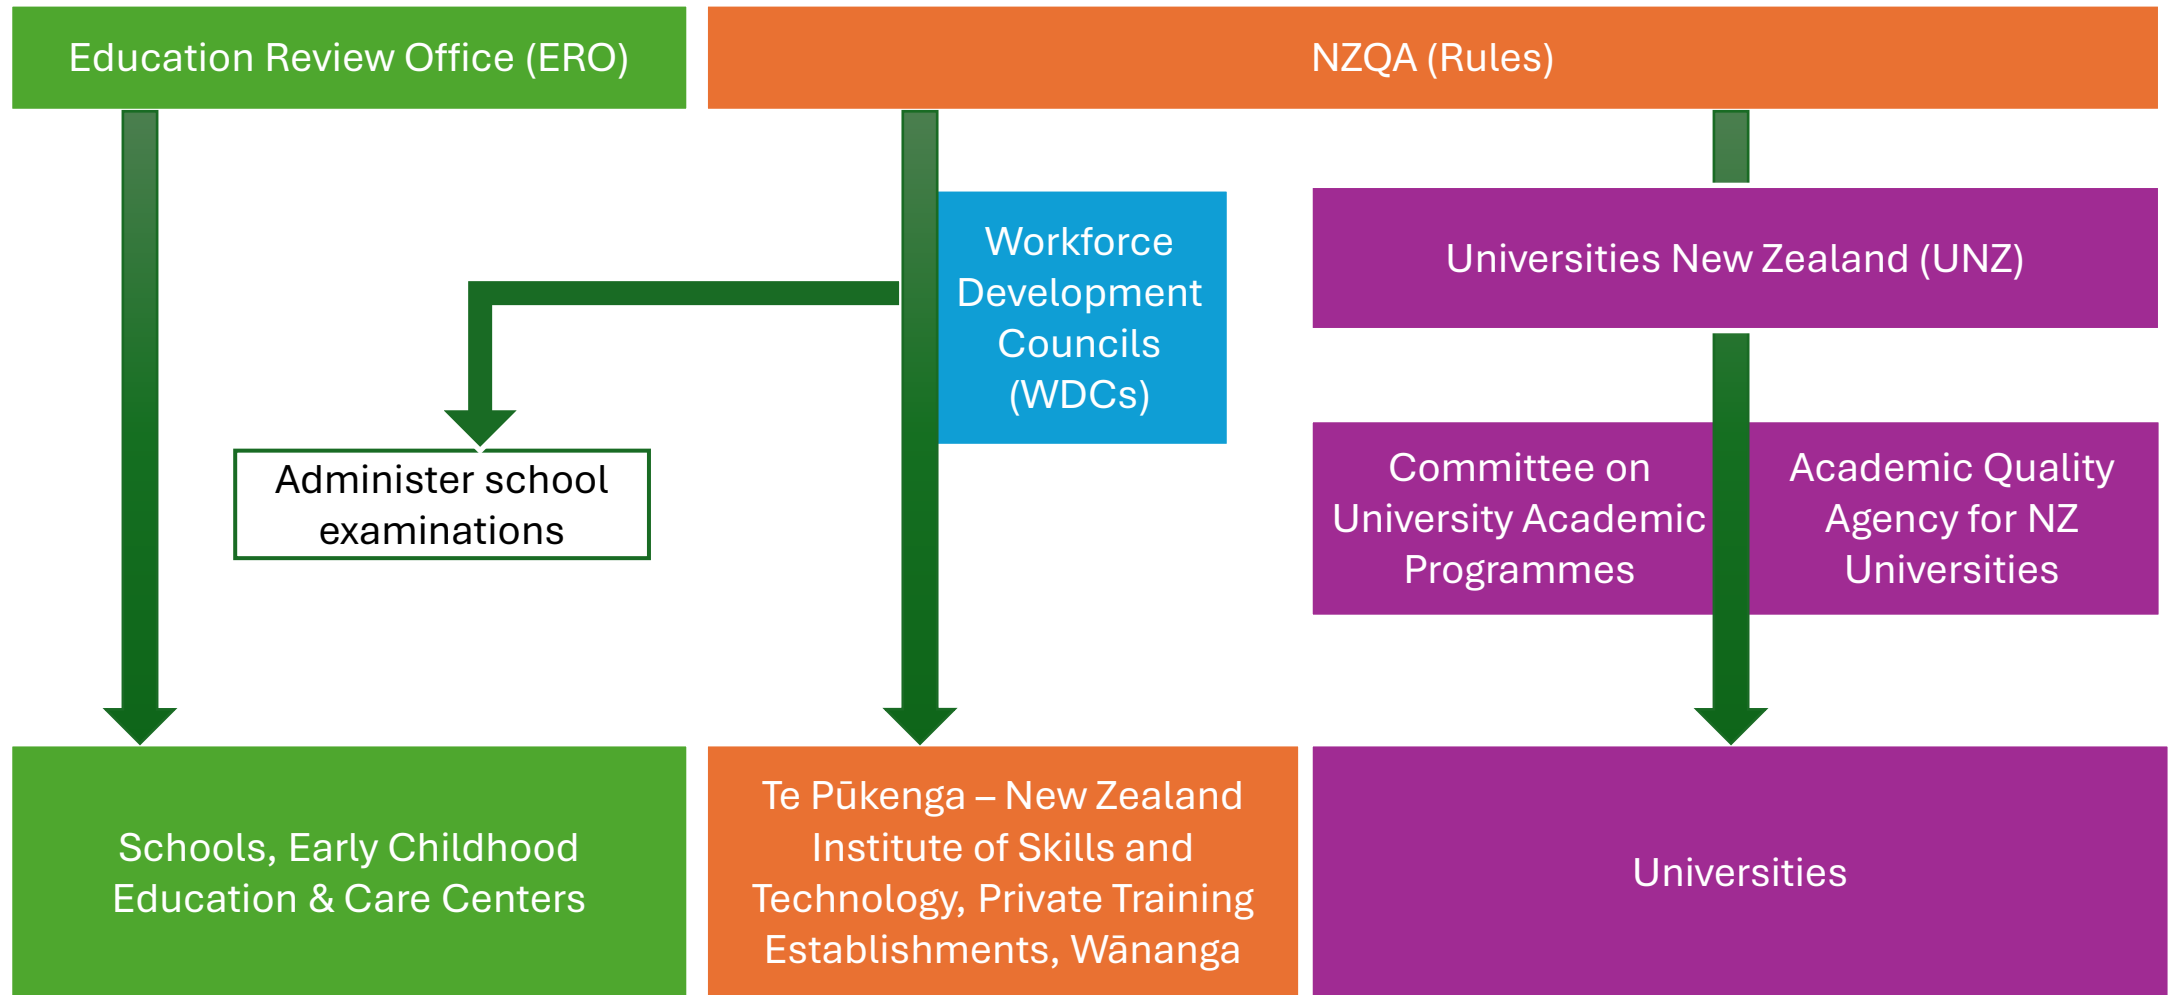 Education Review Office (ERO)
NZQA (Rules)
Workforce
Development
Councils
(WDCs)
Universities New Zealand (UNZ)
Administer school
examinations
Committee on
University Academic
Programmes
Academic Quality
Agency for NZ
Universities
Schools, Early Childhood
Education & Care Centers
Te Pūkenga – New Zealand
Institute of Skills and
Technology, Private Training
Establishments, Wānanga
Universities